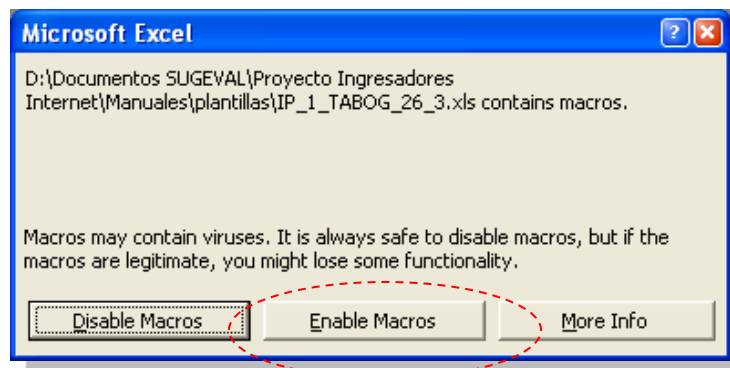 Microsoft Excel
D:\Documentos SUGEVAL\Proyecto Ingresadores
Internet\Manuales\plantillas\IP_1_TABOG_26_3.xls contains macros.
Macros may contain viruses. It is always safe to disable macros, but if the
macros are legitimate, you might lose some functionality.
Disable Macros Enable Macros More Info